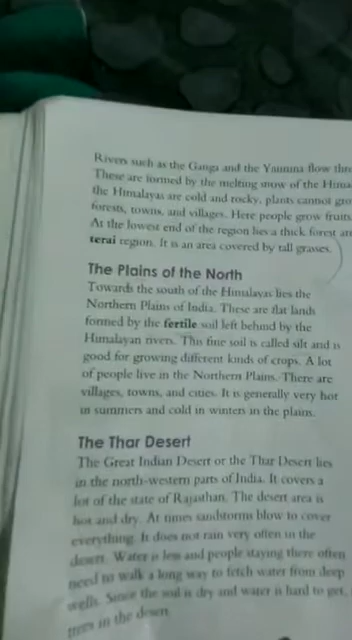 Rivers such as the Ganga and the Yamuna flow thr
These are formed by the melting snow of the Hima
the Himalayas are cold and rocky, plants cannot gro
forests, towns, and villages. Here people grow fruits
At the lowest end of the region lies a thick forest ar
terai region. It is an area covered by tall grasses.
The Plains of the North
Towards the south of the Himalayas lies the
Northern Plains of India. These are flat lands
formed by the fertile soil left behind by the
Himalayan rivers. This fine soil is called silt and is
good for growing different kinds of crops. A lot
of people live in the Northern Plains. There are
villages, towns, and cities. It is generally very hot
in summers and cold in winters in the plains.
The Thar Desert
The Great Indian Desert or the Thar Desert lies
in the north-western parts of India. It covers a
lot of the state of Rajasthan. The desert area is
hot and dry. At times sandstorms blow to cover
everything. It does not rain very often in the
desert. Water is less and people staying there often
need to walk a long way to fetch water from deep
wells. Since the soil is dry and water is hard to get,
trees in the desert